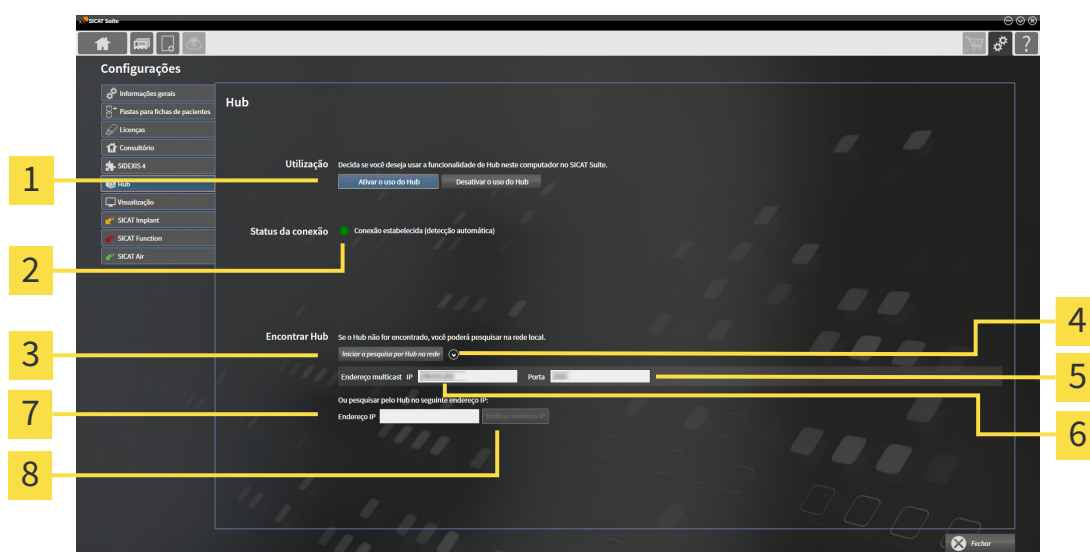 SICAT Suite
?
Configurações
Informações gerais
Pastas para fichas de pacientes
Licenças
Consultório
SIDEXIS 4
Hub
Visualização
SICAT Implant
SICAT Function
SICAT Air
Hub
Utilização Decida se você deseja usar a funcionalidade de Hub neste computador no SICAT Suite.
Ativar o uso do Hub Desativar o uso do Hub
Status da conexão Conexão estabelecida (detecção automática)
Encontrar Hub Se o Hub não for encontrado, você poderá pesquisar na rede local.
Iniciar a pesquisa por Hub na rede
Endereço multicast IP Porta
Ou pesquisar pelo Hub no seguinte endereço IP:
Endereço IP Verificar endereço IP
Fechar
1
2
3
7
8
4
5
6